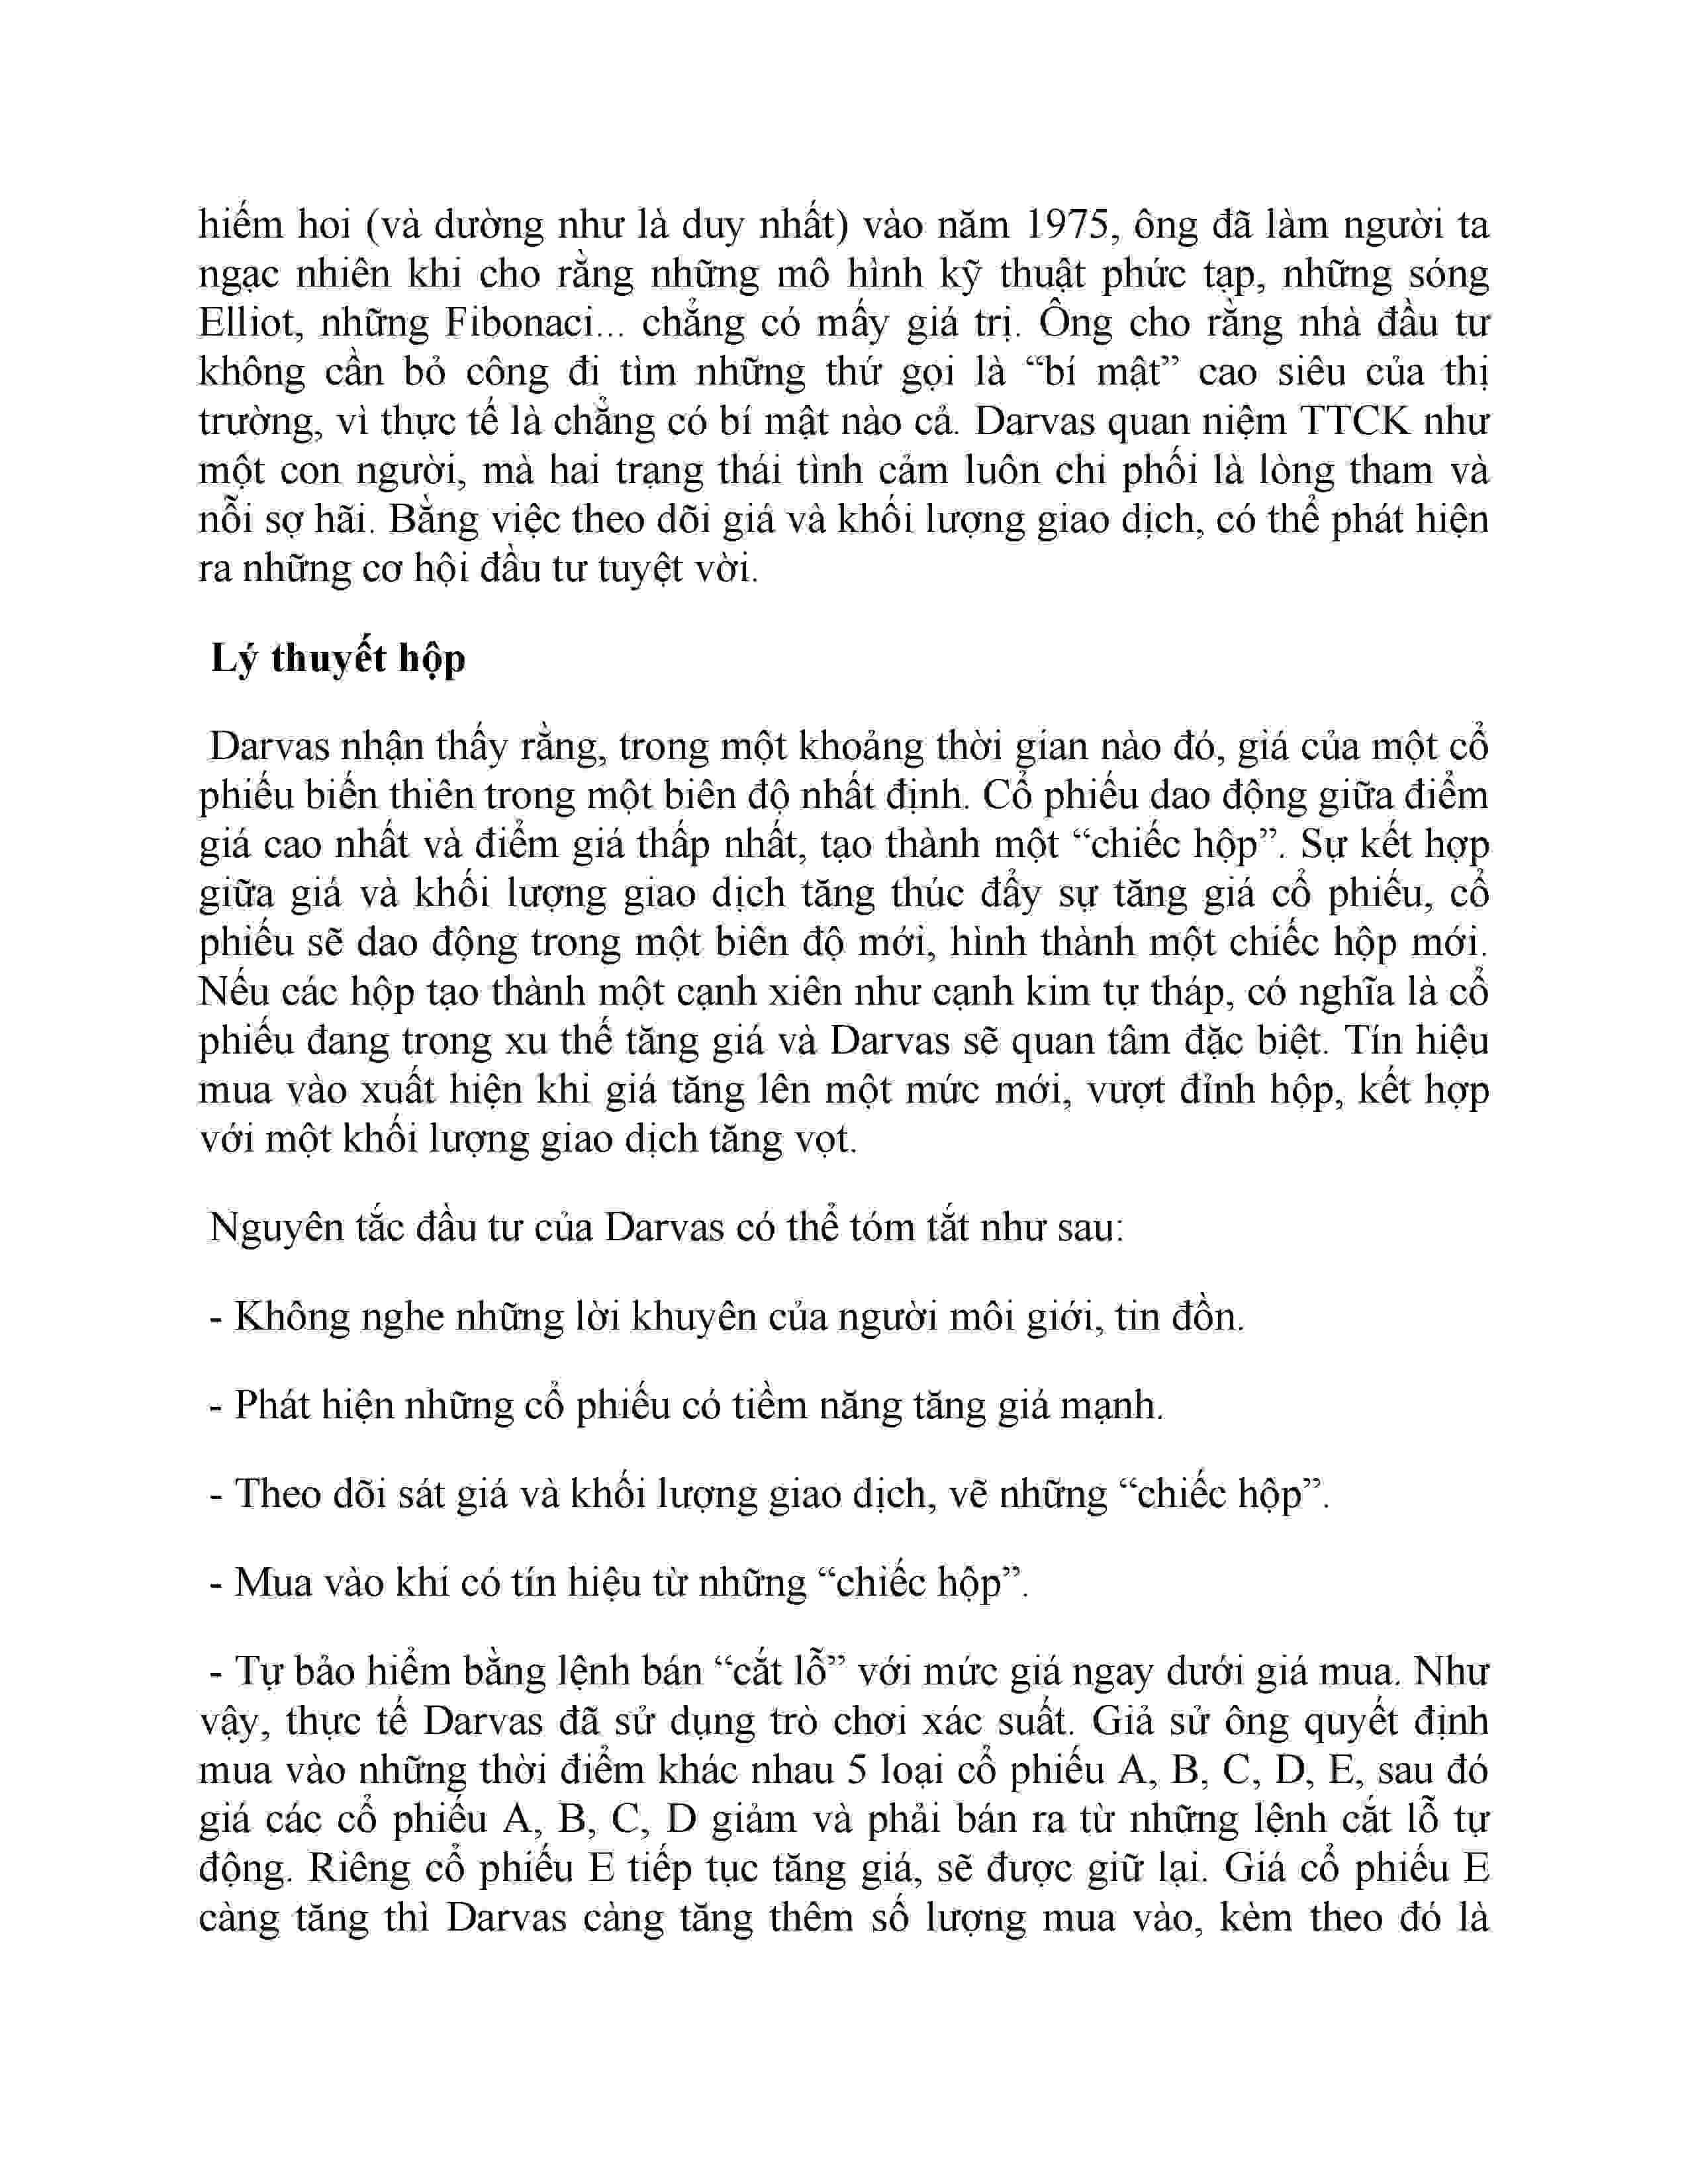 hiếm hoi (và dường như là duy nhất) vào năm 1975, ông đã làm người ta
ngạc nhiên khi cho rằng những mô hình kỹ thuật phức tạp, những sóng
Elliot, những Fibonaci... chẳng có mấy giá trị. Ông cho rằng nhà đầu tư
không cần bỏ công đi tìm những thứ gọi là “bí mật” cao siêu của thị
trường, vì thực tế là chẳng có bí mật nào cả. Darvas quan niệm TTCK như
một con người, mà hai trạng thái tình cảm luôn chi phối là lòng tham và
nỗi sợ hãi. Bằng việc theo dõi giá và khối lượng giao dịch, có thể phát hiện
ra những cơ hội đầu tư tuyệt vời.
Lý thuyết hộp
Darvas nhận thấy rằng, trong một khoảng thời gian nào đó, giá của một cổ
phiếu biến thiên trong một biên độ nhất định. Cổ phiếu dao động giữa điểm
giá cao nhất và điểm giá thấp nhất, tạo thành một “chiếc hộp”. Sự kết hợp
giữa giá và khối lượng giao dịch tăng thúc đẩy sự tăng giá cổ phiếu, cổ
phiếu sẽ dao động trong một biên độ mới, hình thành một chiếc hộp mới.
Nếu các hộp tạo thành một cạnh xiên như cạnh kim tự tháp, có nghĩa là cổ
phiếu đang trong xu thế tăng giá và Darvas sẽ quan tâm đặc biệt. Tín hiệu
mua vào xuất hiện khi giá tăng lên một mức mới, vượt đỉnh hộp, kết hợp
với một khối lượng giao dịch tăng vọt.
Nguyên tắc đầu tư của Darvas có thể tóm tắt như sau:
- Không nghe những lời khuyên của người môi giới, tin đồn.
- Phát hiện những cổ phiếu có tiềm năng tăng giá mạnh.
- Theo dõi sát giá và khối lượng giao dịch, vẽ những “chiếc hộp”.
- Mua vào khi có tín hiệu từ những “chiếc hộp”.
- Tự bảo hiểm bằng lệnh bán “cắt lỗ” với mức giá ngay dưới giá mua. Như
vậy, thực tế Darvas đã sử dụng trò chơi xác suất. Giả sử ông quyết định
mua vào những thời điểm khác nhau 5 loại cổ phiếu A, B, C, D, E, sau đó
giá các cổ phiếu A, B, C, D giảm và phải bán ra từ những lệnh cắt lỗ tự
động. Riêng cổ phiếu E tiếp tục tăng giá, sẽ được giữ lại. Giá cổ phiếu E
càng tăng thì Darvas càng tăng thêm số lượng mua vào, kèm theo đó là